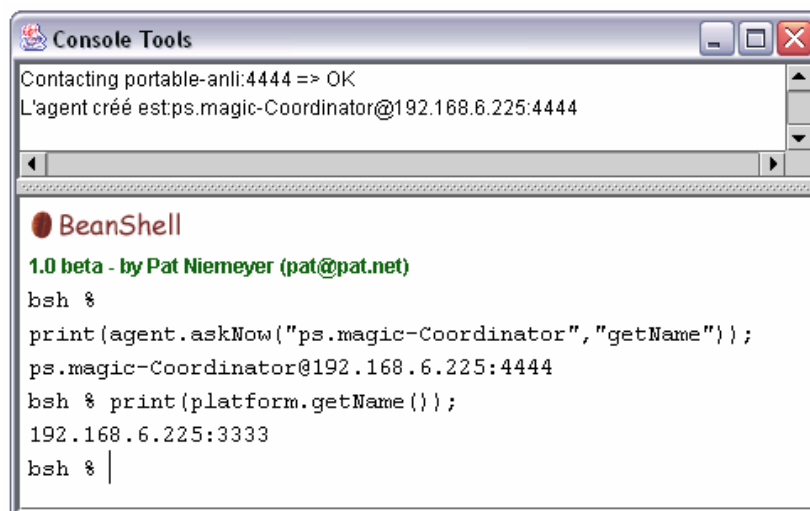 Console Tools
Contacting portable-anli:4444 => OK
L'agent créé est:ps.magic-Coordinator@192.168.6.225:4444
BeanShell
1.0 beta - by Pat Niemeyer (pat@pat.net)
bsh %
print(agent.askNow("ps.magic-Coordinator","getName"));
ps.magic-Coordinator@192.168.6.225:4444
bsh % print(platform.getName());
192.168.6.225:3333
bsh %